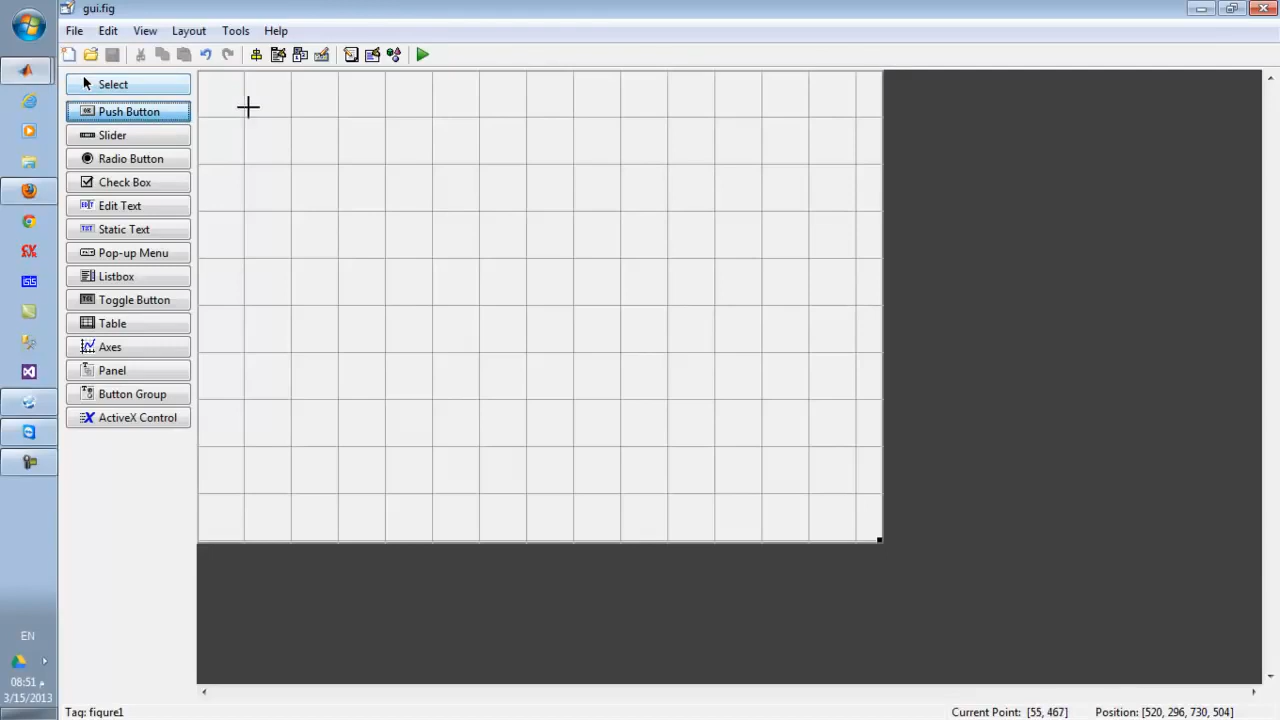 gui.fig
File Edit View Layout Tools Help
Select
Push Button
Slider
Radio Button
Check Box
Edit Text
Static Text
Pop-up Menu
Listbox
Toggle Button
Table
Axes
Panel
Button Group
ActiveX Control
EN
08:51 م
3/15/2013
Tag: figure1 Current Point: [55, 467] Position: [520, 296, 730, 504]